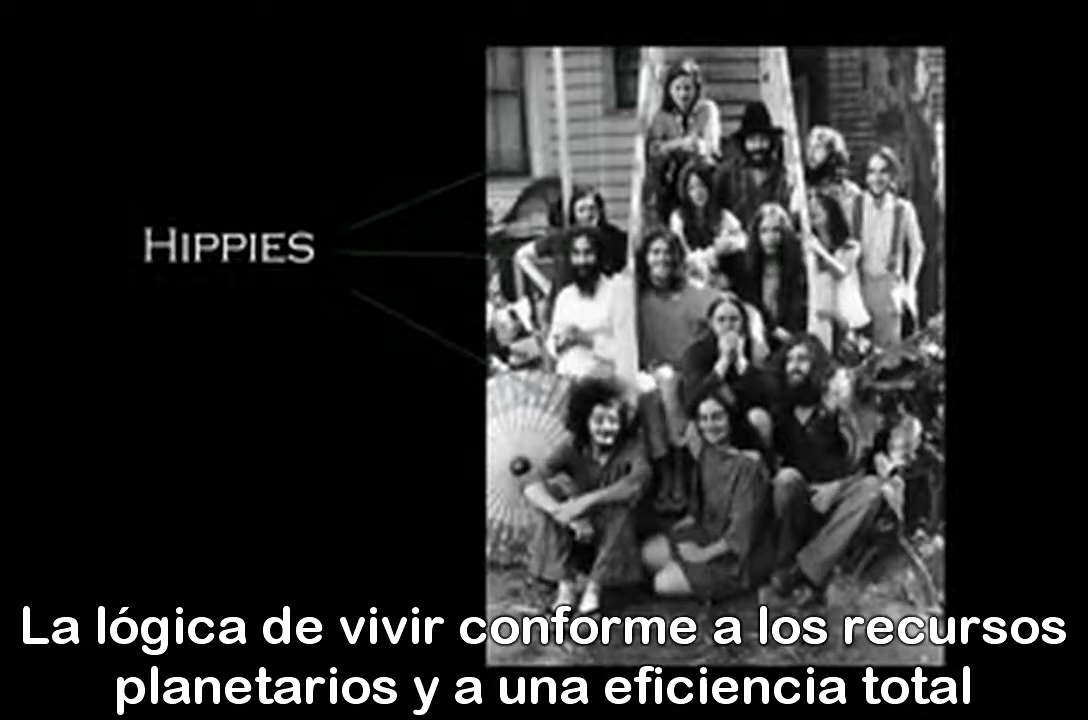 HIPPIES
La lógica de vivir conforme a los recursos
planetarios y a una eficiencia total